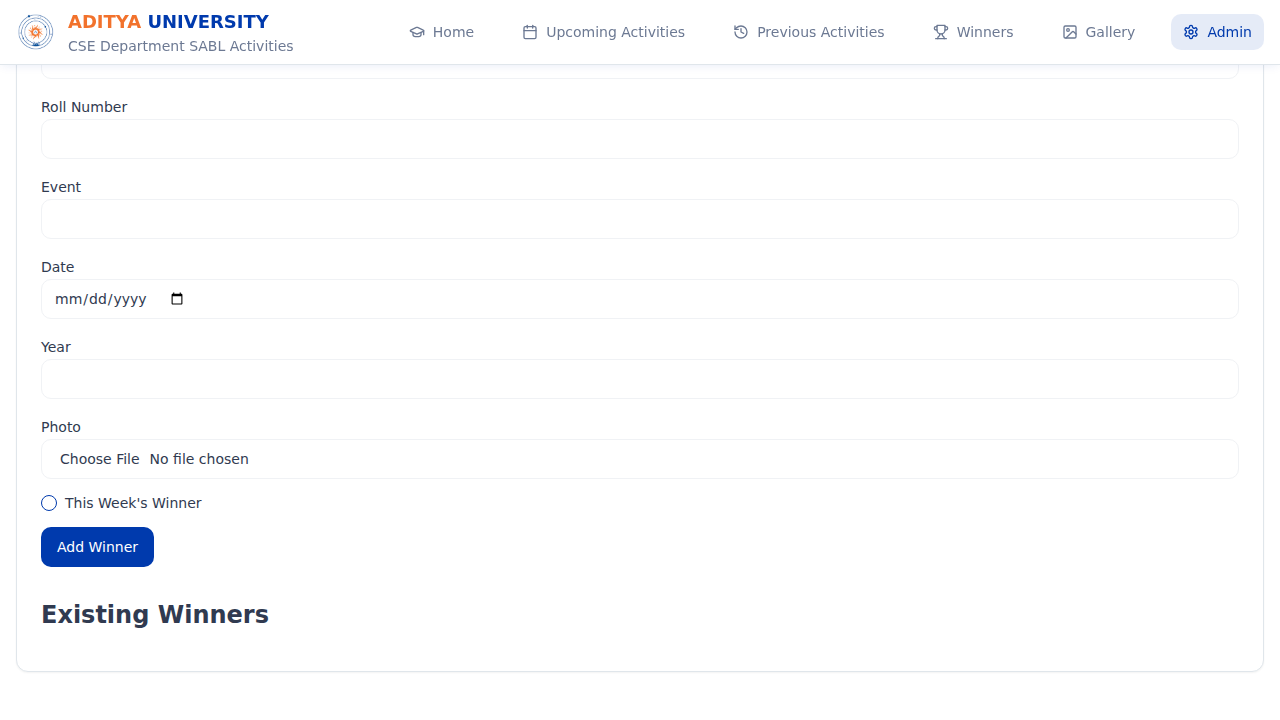 ADITYA UNIVERSITY
CSE Department SABL Activities
Home
Upcoming Activities
Previous Activities
Winners
Gallery
Admin
Roll Number
Event
Date
mm/dd/yyyy
Year
Photo
Choose File No file chosen
This Week's Winner
Add Winner
Existing Winners